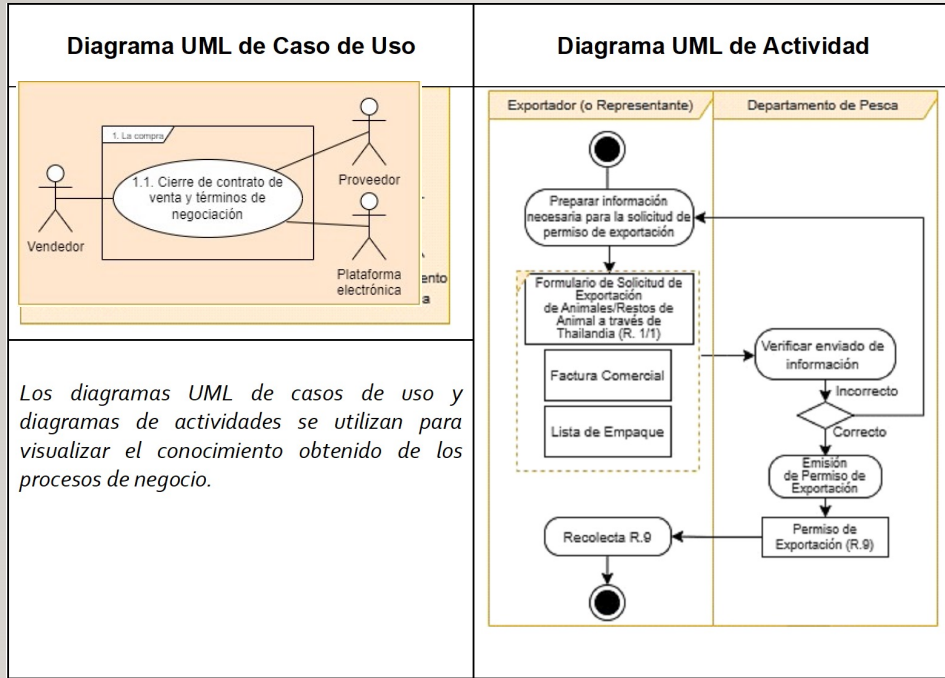 Diagrama UML de Caso de Uso
1. La compra
1.1. Cierre de contrato de
venta y términos de
negociación
Vendedor
Proveedor
Plataforma
electrónica
ento
a
Los diagramas UML de casos de uso y
diagramas de actividades se utilizan para
visualizar el conocimiento obtenido de los
procesos de negocio.
Diagrama UML de Actividad
Exportador (o Representante)
Departamento de Pesca
Preparar información
necesaria para la solicitud de
permiso de exportación
Formulario de Solicitud de
Exportación
de Animales/Restos de
Animal a través de
Thailandia (R. 1/1)
Factura Comercial
Lista de Empaque
Verificar enviado de
información
Incorrecto
Correcto
Emisión
de Permiso de
Exportación
Permiso de
Exportación (R.9)
Recolecta R.9